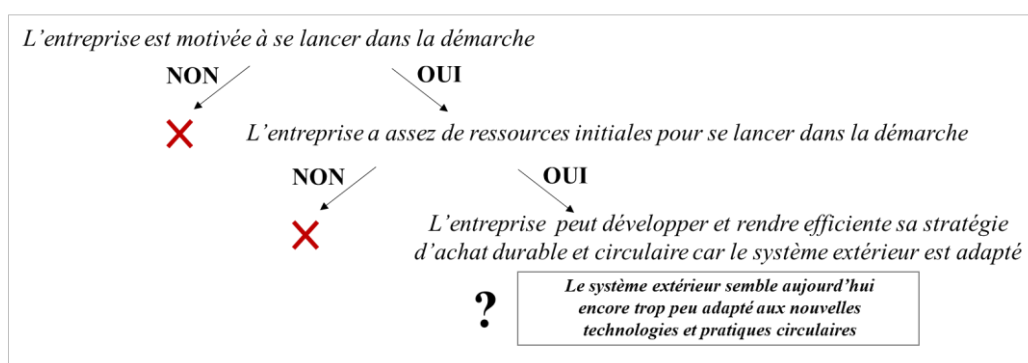 L'entreprise est motivée à se lancer dans la démarche
NON
OUI
L'entreprise a assez de ressources initiales pour se lancer dans la démarche
NON
OUI
L'entreprise peut développer et rendre efficiente sa stratégie
d'achat durable et circulaire car le système extérieur est adapté
?
Le système extérieur semble aujourd'hui
encore trop peu adapté aux nouvelles
technologies et pratiques circulaires